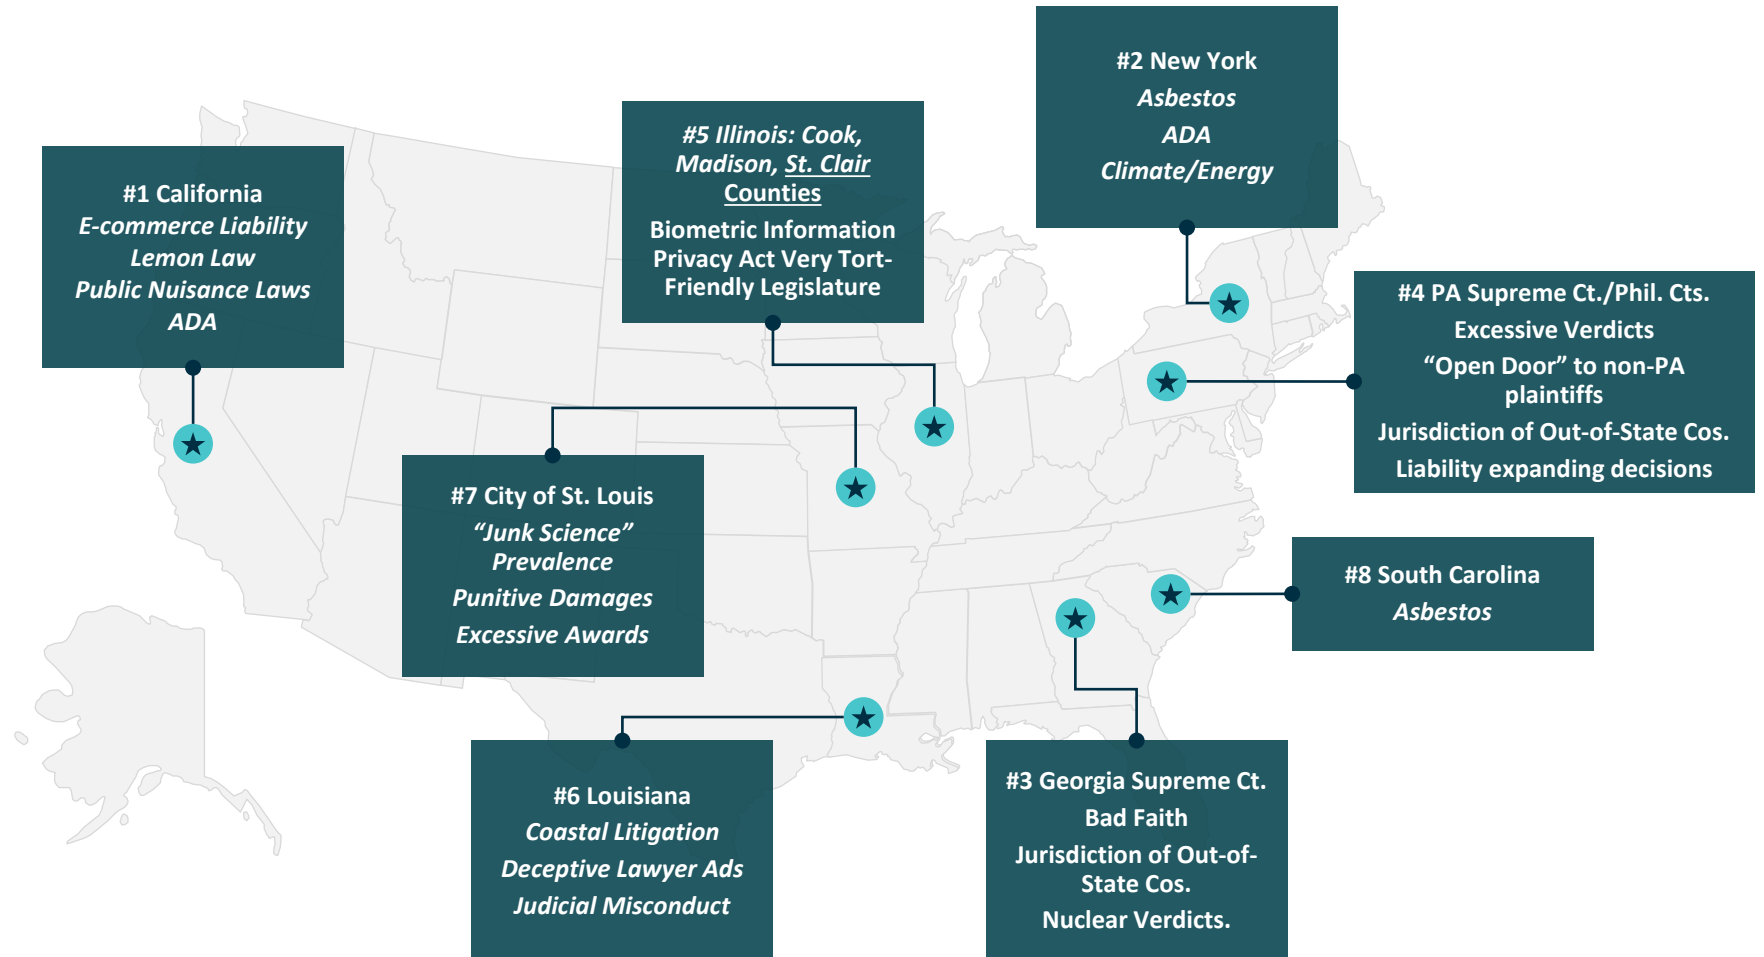 #2 New York
Asbestos
ADA
Climate/Energy
#5 Illinois: Cook,
Madison, St. Clair
Counties
Biometric Information
Privacy Act Very Tort-
Friendly Legislature
#1 California
E-commerce Liability
Lemon Law
Public Nuisance Laws
ADA
#4 PA Supreme Ct./Phil. Cts.
Excessive Verdicts
“Open Door” to non-PA
plaintiffs
Jurisdiction of Out-of-State Cos.
Liability expanding decisions
#7 City of St. Louis
“Junk Science”
Prevalence
Punitive Damages
Excessive Awards
#8 South Carolina
Asbestos
#6 Louisiana
Coastal Litigation
Deceptive Lawyer Ads
Judicial Misconduct
#3 Georgia Supreme Ct.
Bad Faith
Jurisdiction of Out-of-
State Cos.
Nuclear Verdicts.